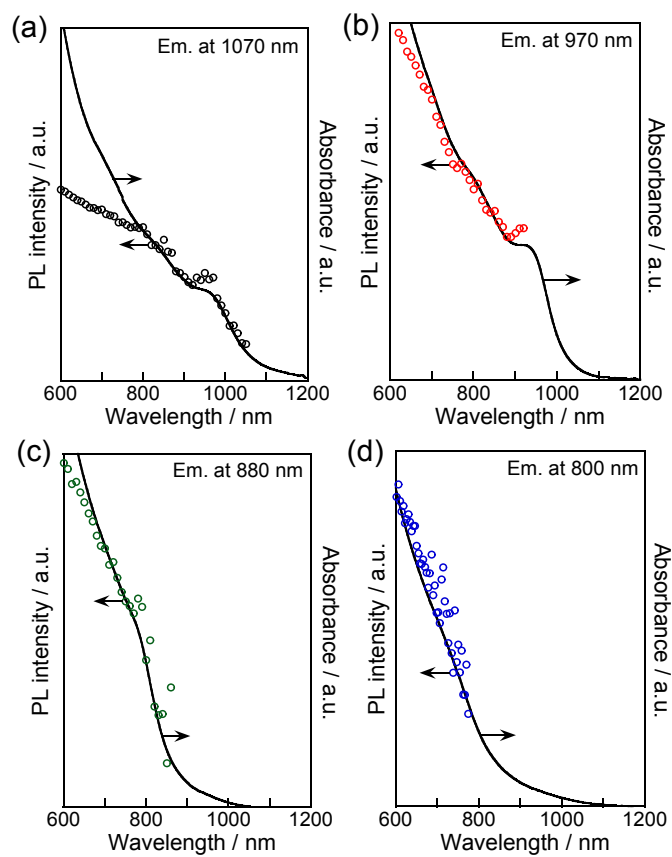 (a)
Em. at 1070 nm
PL intensity / a.u.
Absorbance / a.u.
600 800 1000 1200
Wavelength / nm
(b)
Em. at 970 nm
PL intensity / a.u.
Absorbance / a.u.
600 800 1000 1200
Wavelength / nm
(c)
Em. at 880 nm
PL intensity / a.u.
Absorbance / a.u.
600 800 1000 1200
Wavelength / nm
(d)
Em. at 800 nm
PL intensity / a.u.
Absorbance / a.u.
600 800 1000 1200
Wavelength / nm